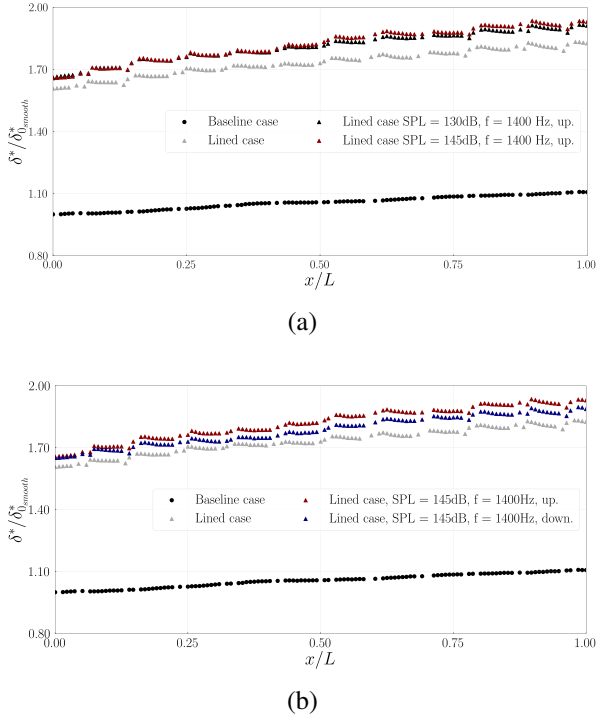 2.00
1.70
1.40
1.10
0.80
δ*/δ*0smooth
Baseline case
Lined case
Lined case SPL = 130dB, f = 1400 Hz, up.
Lined case SPL = 145dB, f = 1400 Hz, up.
0.00 0.25 0.50 0.75 1.00
x/L
(a)
2.00
1.70
1.40
1.10
0.80
δ*/δ*0smooth
Baseline case
Lined case
Lined case, SPL = 145dB, f = 1400Hz, up.
Lined case, SPL = 145dB, f = 1400Hz, down.
0.00 0.25 0.50 0.75 1.00
x/L
(b)